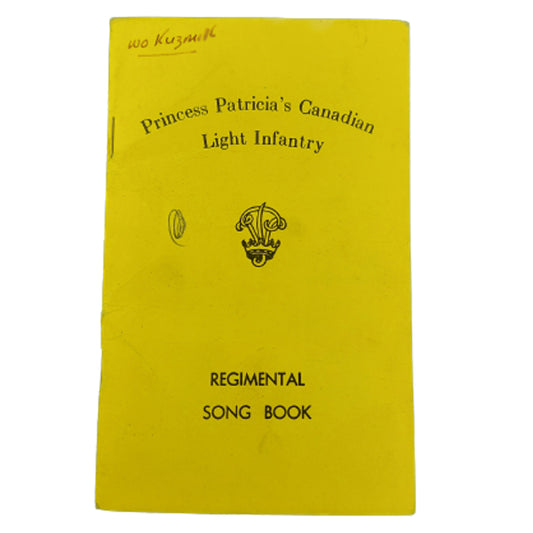 WO Kuzmik
Princess Patricia's Canadian
Light Infantry
REGIMENTAL
SONG BOOK